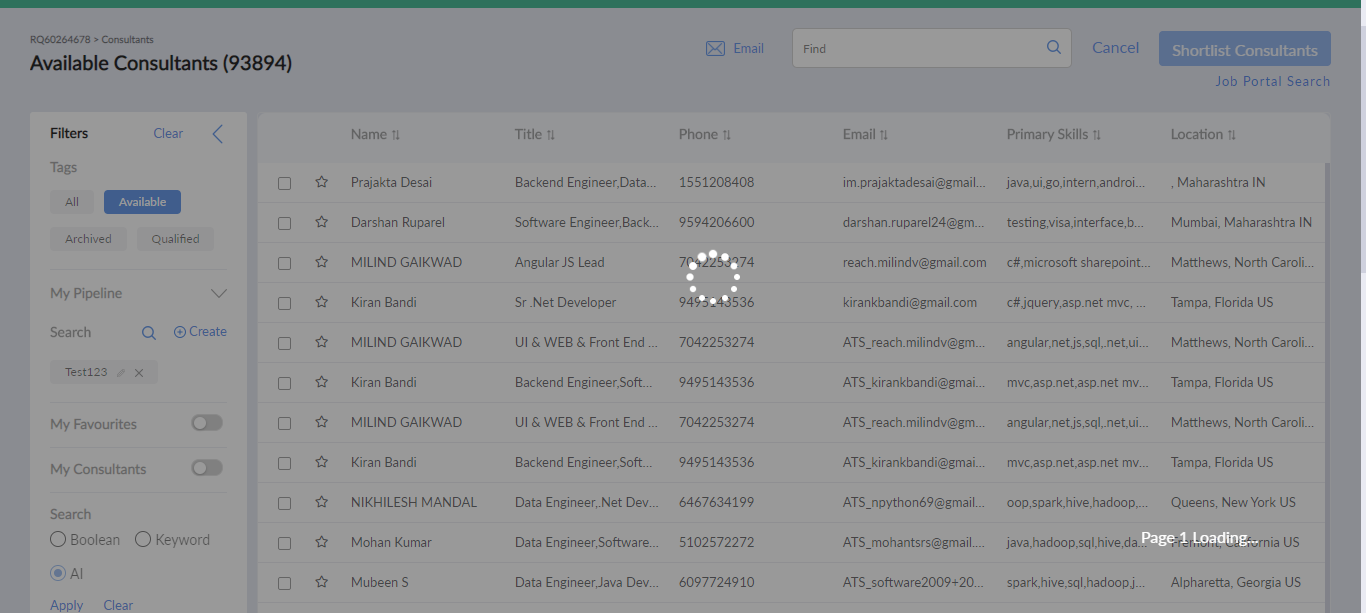 RQ60264678 > Consultants
Available Consultants (93894)
Email
Find
Cancel
Shortlist Consultants
Job Portal Search
Filters Clear
Tags
All Available
Archived Qualified
My Pipeline
Search Create
Test123
My Favourites
My Consultants
Search
Boolean Keyword
AI
Apply Clear
Name Title Phone Email Primary Skills Location
Prajakta Desai Backend Engineer,Data... 1551208408 im.prajaktadesai@gmail... java,ui,go,intern,androi... , Maharashtra IN
Darshan Ruparel Software Engineer,Back... 9594206600 darshan.ruparel24@gm... testing,visa,interface,b... Mumbai, Maharashtra IN
MILIND GAIKWAD Angular JS Lead 7042253274 reach.milindv@gmail.com c#,microsoft sharepoint... Matthews, North Caroli...
Kiran Bandi Sr .Net Developer 9495143536 kirankbandi@gmail.com c#,jquery,asp.net mvc, ... Tampa, Florida US
MILIND GAIKWAD UI & WEB & Front End ... 7042253274 ATS_reach.milindv@gm... angular,net,js,sql,.net,ui... Matthews, North Caroli...
Kiran Bandi Backend Engineer,Soft... 9495143536 ATS_kirankbandi@gmai... mvc,asp.net,asp.net mv... Tampa, Florida US
MILIND GAIKWAD UI & WEB & Front End ... 7042253274 ATS_reach.milindv@gm... angular,net,js,sql,.net,ui... Matthews, North Caroli...
Kiran Bandi Backend Engineer,Soft... 9495143536 ATS_kirankbandi@gmai... mvc,asp.net,asp.net mv... Tampa, Florida US
NIKHILESH MANDAL Data Engineer,.Net Dev... 6467634199 ATS_npython69@gmail... oop,spark,hive,hadoop,... Queens, New York US
Mohan Kumar Data Engineer,Software... 5102572272 ATS_mohantsrs@gmail.... java,hadoop,sql,hive,da... Fremont, California US
Page 1 Loading...
Mubeen S Data Engineer,Java Dev... 6097724910 ATS_software2009+20... spark,hive,sql,hadoop,j... Alpharetta, Georgia US